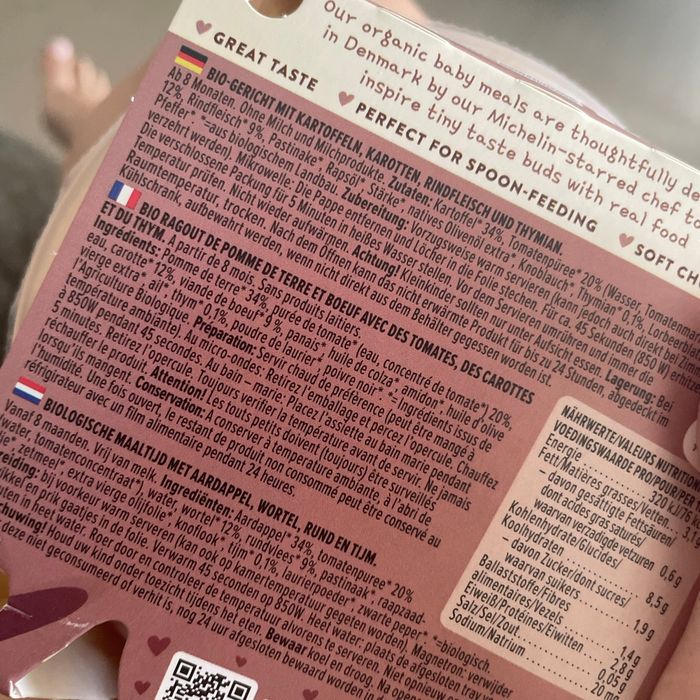 Our organic baby meals are thoughtfully d
in Denmark by our Michelin-starred chef
inspire tiny taste buds with real food
GREAT TASTE
PERFECT FOR SPOON-FEEDING
SOFT CH
BIO-GERICHT MIT KARTOFFELN, KAROTTEN, RINDFLEISCH UND THYMIAN.
Ab 8 Monaten. Ohne Milch und Milchprodukte. Zutaten: Kartoffel* 34%, Tomatenpüree* 20% (Wasser, Tomaten
12%, Rindfleisch* 9%, Pastinake* Rapsöl*, Stärke*, natives Olivenöl extra*, Knoblauch* Thymian* 0,1%, Lorbeer
Pfeffer*. *=aus biologischem Landbau. Zubereitung: Vorzugsweise warm servieren (kann jedoch auch direkt bei
verzehrt werden). Mikrowelle: Die Pappe entfernen und Löcher in die Folie stechen. Für ca. 45 Sekunden (850 W)
Die verschlossene Packung für 5 Minuten in heißes Wasser stellen. Vor dem Servieren umrühren und immer die
Temperatur prüfen. Nicht wieder aufwärmen. Achtung! Kleinkinder sollten nur unter Aufsicht essen. Lagerung: Bei
Raumtemperatur, trocken. Nach dem Öffnen kann das nicht erwärmte Produkt für bis zu 24 Stunden, abgedeckt im
Kühlschrank, aufbewahrt werden, wenn nicht direkt aus dem Behälter gegessen worden ist.
BIO RAGOUT DE POMME DE TERRE ET BOEUF AVEC DES TOMATES, DES CAROTTES
ET DU THYM. À partir de 8 mois. Sans produits laitiers.
Ingrédients: Pomme de terre* 34%, purée de tomate* (eau, concentré de tomate*) 20%,
eau, carotte* 12%, viande de boeuf* 9%, panais*, huile de colza*, amidon*, huile d'olive
vierge extra*, ail*, thym* 0,1%, poudre de laurier*, poivre noir*. *=Ingrédients issus de
l'Agriculture Biologique. Préparation: Servir chaud de préférence (peut être mangé à
température ambiante). Au micro-ondes: Retirez l'emballage et percez l'opercule. Chauffez
à 850W pendant 45 secondes. Au bain-marie: Placez l'assiette au bain marie pendant
5 minutes. Retirez l'opercule. Toujours vérifier la température avant de servir. Ne jamais
réchauffer le produit. Attention! Les touts petits doivent (toujours) être surveillés
lorsqu'ils mangent. Conservation: A conserver à température ambiante, à l'abri de
l'humidité. Une fois ouvert, le restant de produit non consommé peut être conservé au
réfrigérateur avec un film alimentaire pendant 24 heures.
BIOLOGISCHE MAALTIJD MET AARDAPPEL, WORTEL, RUND EN TIJM.
Vanaf 8 maanden. Vrij van melk. Ingrediënten: Aardappel* 34%, tomatenpuree* 20%
water, tomatenconcentraat*), water, wortel* 12%, rundvlees* 9%, pastinaak*, raapzaad
zetmeel*, extra vierge olijfolie*, knoflook*, tijm* 0,1%, laurierpoeder*, zwarte peper*. *=biologisch.
bij voorkeur warm serveren (kan ook op kamertemperatuur gegeten worden). Magnetron: verwijder
en prik gaatjes in de folie. Verwarm 45 seconden op 850W. Heet water: plaats de afgesloten
in heet water. Roer door en controleer de temperatuur alvorens te serveren. Niet
Houd uw kind onder toezicht tijdens het eten. Bewaar koel en droog. Na
deze niet geconsumeerd of verhit is, nog 24 uur afgesloten bewaard worden
NÄHRWERTE/VALEURS NUTRI
VOEDINGSWAARDE PRO/POUR/PER
Energie
320 kJ/
Fett/Matières grasses/Vetten
- davon gesättigte Fettsäuren/
dont acides gras saturés/
waarvan verzadigde vetzuren 0,6 g
Kohlenhydrate/Glucides/
Koolhydraten 8,5 g
- davon Zucker/dont sucres/
waarvan suikers 1,9 g
Ballaststoffe/Fibres
alimentaires/Vezels 1,4 g
Eiweiß/Protéines/Eiwitten 2,8 g
Salz/Sel/Zout 0,05 g
Sodium/Natrium